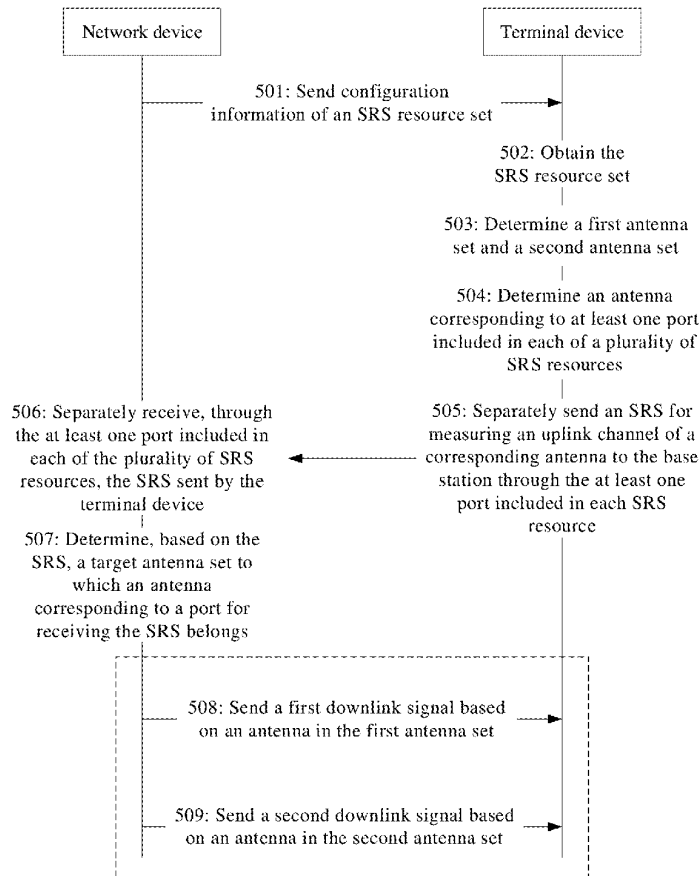 Network device
Terminal device
501: Send configuration
information of an SRS resource set
502: Obtain the
SRS resource set
503: Determine a first antenna
set and a second antenna set
504: Determine an antenna
corresponding to at least one port
included in each of a plurality of
SRS resources
505: Separately send an SRS for
measuring an uplink channel of a
corresponding antenna to the base
station through the at least one
port included in each SRS
resource
506: Separately receive, through
the at least one port included in
each of the plurality of SRS
resources, the SRS sent by the
terminal device
507: Determine, based on the
SRS, a target antenna set to
which an antenna
corresponding to a port for
receiving the SRS belongs
508: Send a first downlink signal based
on an antenna in the first antenna set
509: Send a second downlink signal based
on an antenna in the second antenna set